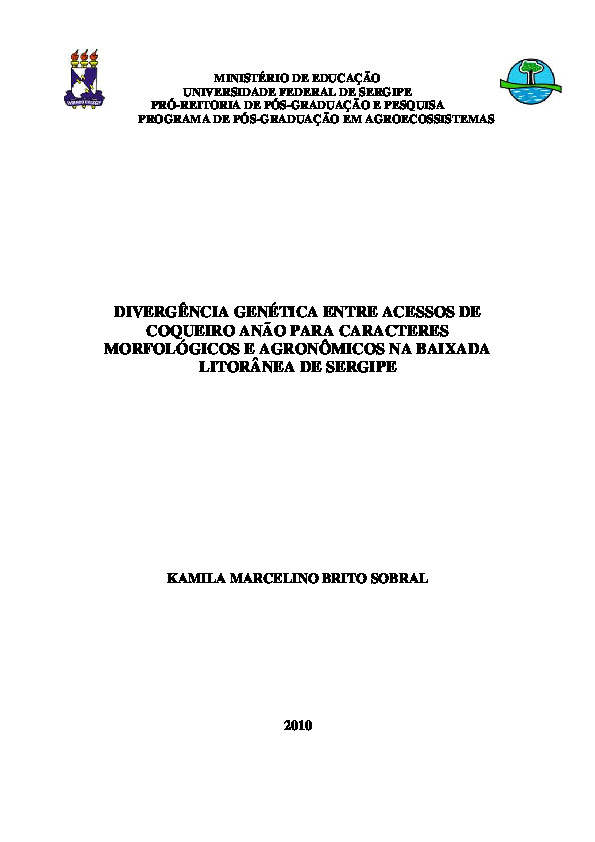 MINISTÉRIO DE EDUCAÇÃO
UNIVERSIDADE FEDERAL DE SERGIPE
PRÓ-REITORIA DE PÓS-GRADUAÇÃO E PESQUISA
PROGRAMA DE PÓS-GRADUAÇÃO EM AGROECOSSISTEMAS
DIVERGÊNCIA GENÉTICA ENTRE ACESSOS DE
COQUEIRO ANÃO PARA CARACTERES
MORFOLÓGICOS E AGRONÔMICOS NA BAIXADA
LITORÂNEA DE SERGIPE
KAMILA MARCELINO BRITO SOBRAL
2010